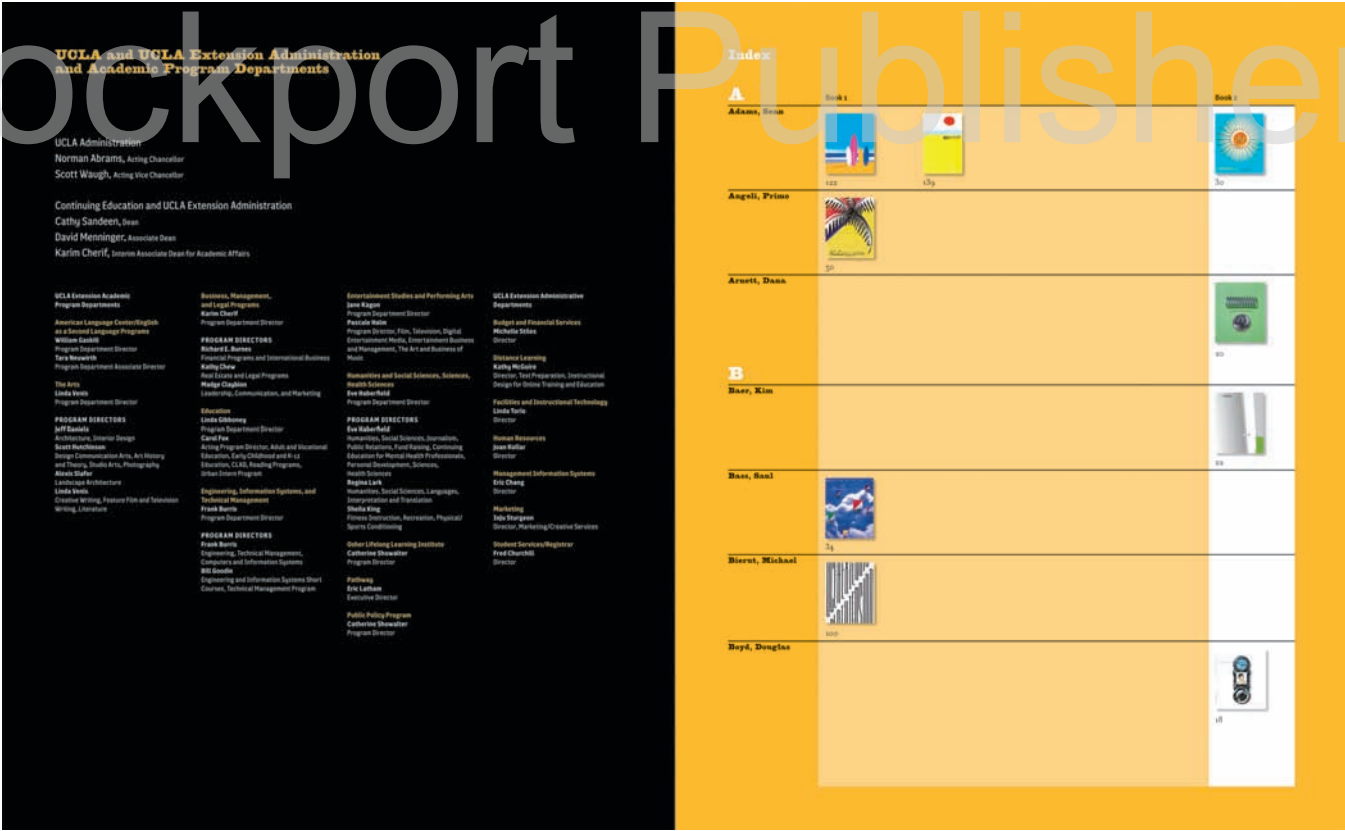 ockport Publisher
UCLA and UCLA Extension Administration
and Academic Program Departments
UCLA Administration
Norman Abrams, Acting Chancellor
Scott Waugh, Acting Vice Chancellor
Continuing Education and UCLA Extension Administration
Cathy Sandeen, Dean
David Menninger, Associate Dean
Karim Cherif, Interim Associate Dean for Academic Affairs
UCLA Extension Academic
Program Departments
American Language Center/English
as a Second Language Programs
William Gaskill
Program Department Director
Tara Neuwirth
Program Department Associate Director
The Arts
Linda Venis
Program Department Director
PROGRAM DIRECTORS
Jeff Daniels
Architecture, Interior Design
Scott Hutchinson
Design Communication Arts, Art History
and Theory, Studio Arts, Photography
Alexis Slafer
Landscape Architecture
Linda Venis
Creative Writing, Feature Film and Television
Writing, Literature
Business, Management,
and Legal Programs
Karim Cherif
Program Department Director
PROGRAM DIRECTORS
Richard E. Burnes
Financial Programs and International Business
Kathy Chew
Real Estate and Legal Programs
Madge Claybion
Leadership, Communication, and Marketing
Education
Linda Gibboney
Program Department Director
Carol Fox
Acting Program Director, Adult and Vocational
Education, Early Childhood and K-12
Education, CLAD, Reading Programs,
Urban Intern Program
Engineering, Information Systems, and
Technical Management
Frank Burris
Program Department Director
PROGRAM DIRECTORS
Frank Burris
Engineering, Technical Management,
Computers and Information Systems
Bill Goodin
Engineering and Information Systems Short
Courses, Technical Management Program
Entertainment Studies and Performing Arts
Jane Kagon
Program Department Director
Pascale Halm
Program Director, Film, Television, Digital
Entertainment Media, Entertainment Business
and Management, The Art and Business of
Music
Humanities and Social Sciences, Sciences,
Health Sciences
Eve Haberfield
Program Department Director
PROGRAM DIRECTORS
Eve Haberfield
Humanities, Social Sciences, Journalism,
Public Relations, Fund Raising, Continuing
Education for Mental Health Professionals,
Personal Development, Sciences,
Health Sciences
Regina Lark
Humanities, Social Sciences, Languages,
Interpretation and Translation
Sheila King
Fitness Instruction, Recreation, Physical/
Sports Conditioning
Osher Lifelong Learning Institute
Catherine Showalter
Program Director
Pathway
Eric Latham
Executive Director
Public Policy Program
Catherine Showalter
Program Director
UCLA Extension Administrative
Departments
Budget and Financial Services
Michelle Stiles
Director
Distance Learning
Kathy McGuire
Director, Test Preparation, Instructional
Design for Online Training and Education
Facilities and Instructional Technology
Linda Torio
Director
Human Resources
Joan Kollar
Director
Management Information Systems
Eric Chang
Director
Marketing
JoJu Sturgeon
Director, Marketing/Creative Services
Student Services/Registrar
Fred Churchill
Director
Index
A
Book 1
Book 2
Adams, Sean
122
139
30
Angeli, Primo
50
Arnett, Dana
20
B
Baer, Kim
22
Bass, Saul
34
Bierut, Michael
100
Boyd, Douglas
18